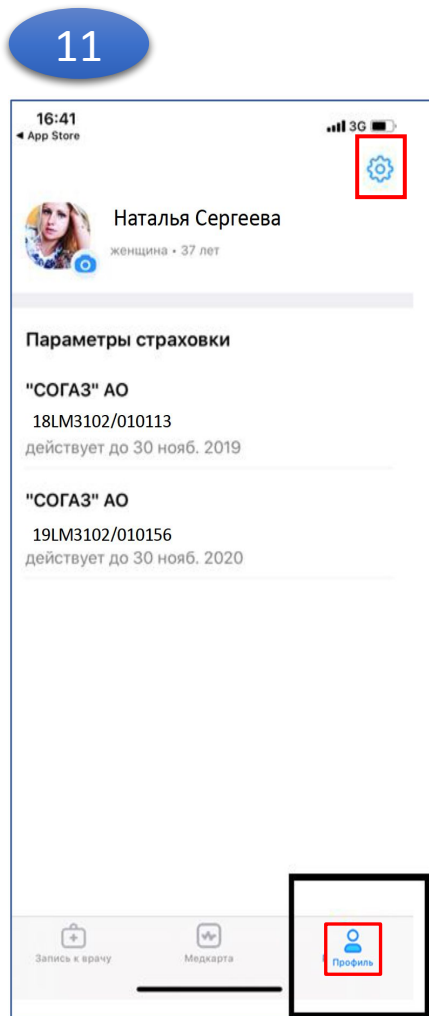 11
16:41
◀ App Store
3G
Наталья Сергеева
женщина • 37 лет
Параметры страховки
"СОГАЗ" АО
18LM3102/010113
действует до 30 нояб. 2019
"СОГАЗ" АО
19LM3102/010156
действует до 30 нояб. 2020
Запись к врачу
Медкарта
Профиль